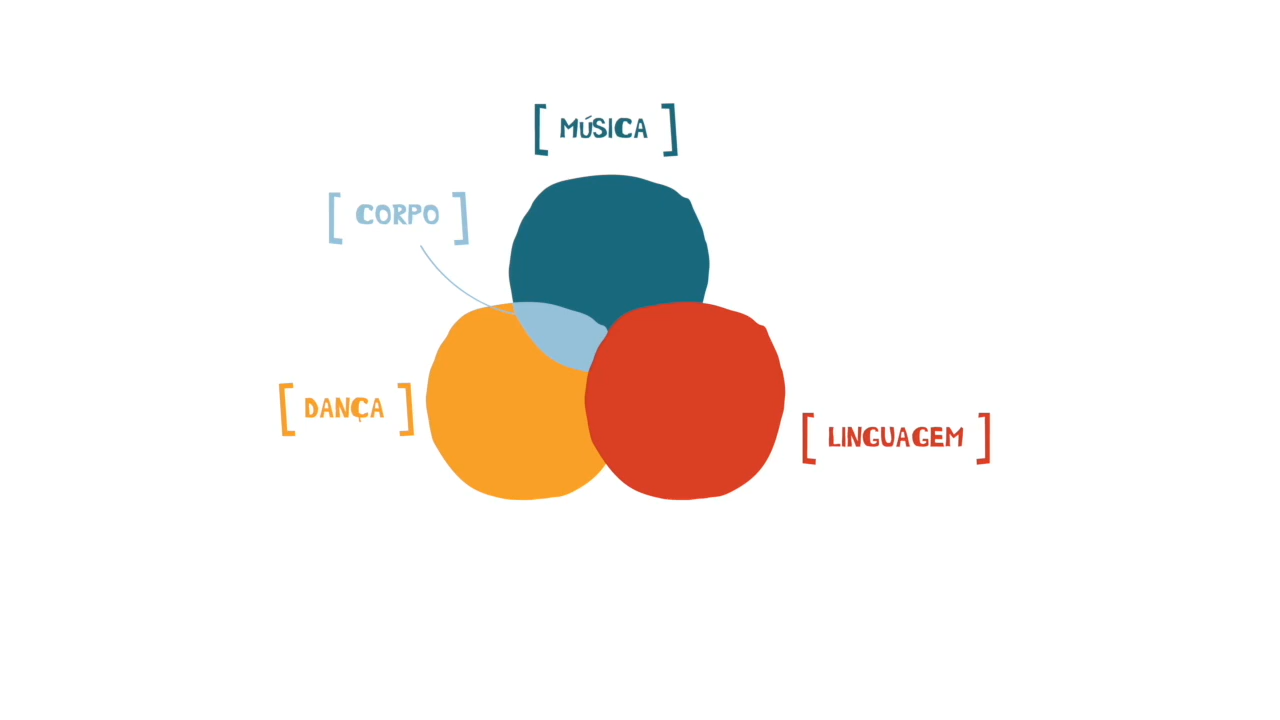 [ MÚSICA ]
[ CORPO ]
[ DANÇA ]
[ LINGUAGEM ]